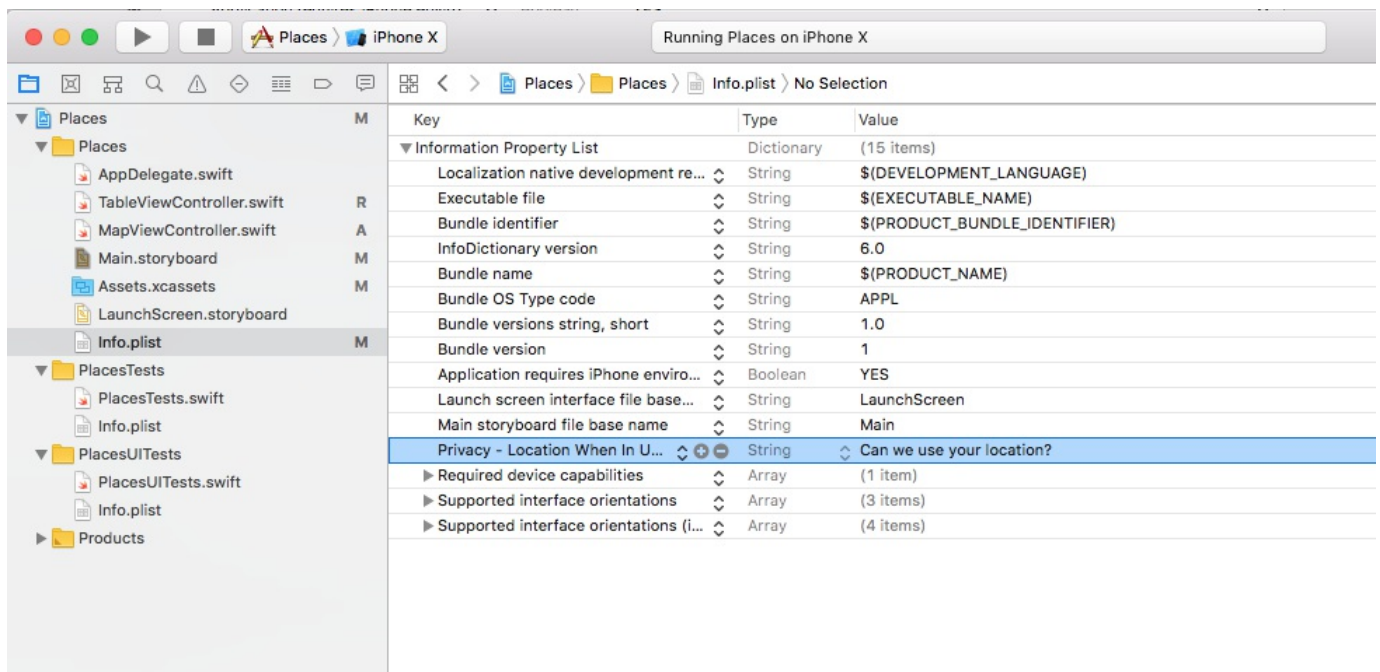 Places iPhone X Running Places on iPhone X
Places Places Info.plist No Selection
Places M
Places
AppDelegate.swift
TableViewController.swift R
MapViewController.swift A
Main.storyboard M
Assets.xcassets M
LaunchScreen.storyboard
Info.plist M
PlacesTests
PlacesTests.swift
Info.plist
PlacesUITests
PlacesUITests.swift
Info.plist
Products
Key Type Value
Information Property List Dictionary (15 items)
Localization native development re... String $(DEVELOPMENT_LANGUAGE)
Executable file String $(EXECUTABLE_NAME)
Bundle identifier String $(PRODUCT_BUNDLE_IDENTIFIER)
InfoDictionary version String 6.0
Bundle name String $(PRODUCT_NAME)
Bundle OS Type code String APPL
Bundle versions string, short String 1.0
Bundle version String 1
Application requires iPhone enviro... Boolean YES
Launch screen interface file base... String LaunchScreen
Main storyboard file base name String Main
Privacy - Location When In U... String Can we use your location?
Required device capabilities Array (1 item)
Supported interface orientations Array (3 items)
Supported interface orientations (i... Array (4 items)